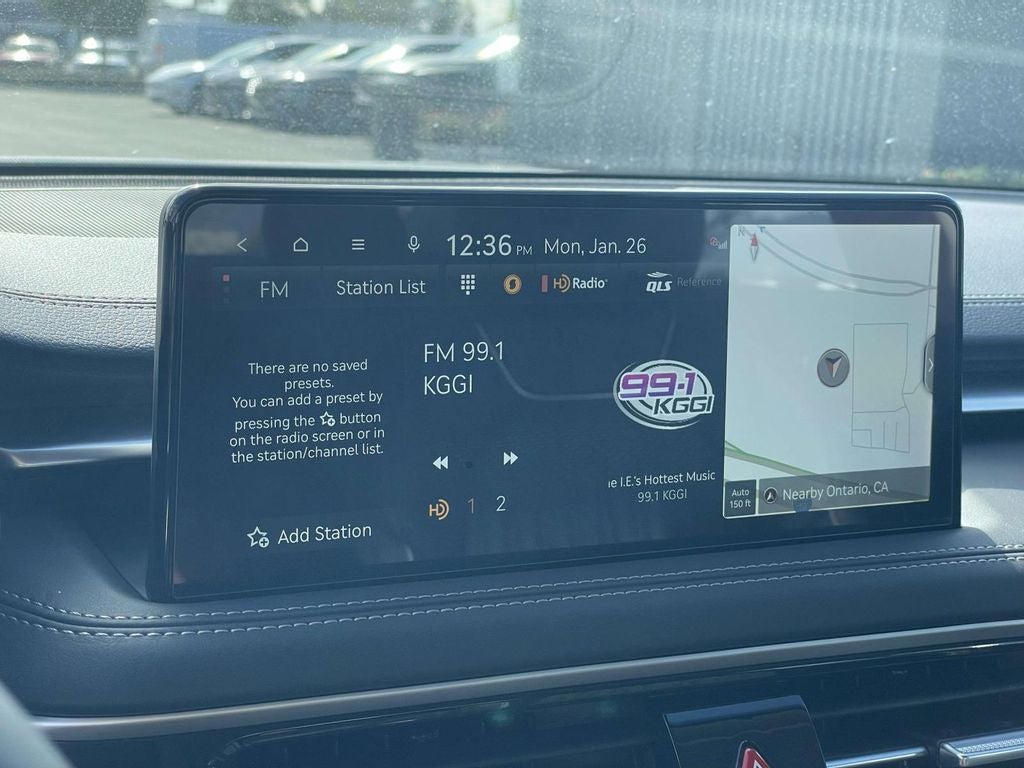 12:36 PM Mon, Jan. 26
FM
Station List
HD Radio
QLS Reference
There are no saved
presets.
You can add a preset by
pressing the button
on the radio screen or in
the station/channel list.
Add Station
FM 99.1
KGGI
HD 1 2
99.1
KGGI
I.E.'s Hottest Music
99.1 KGGI
N
Auto
150 ft
Nearby Ontario, CA